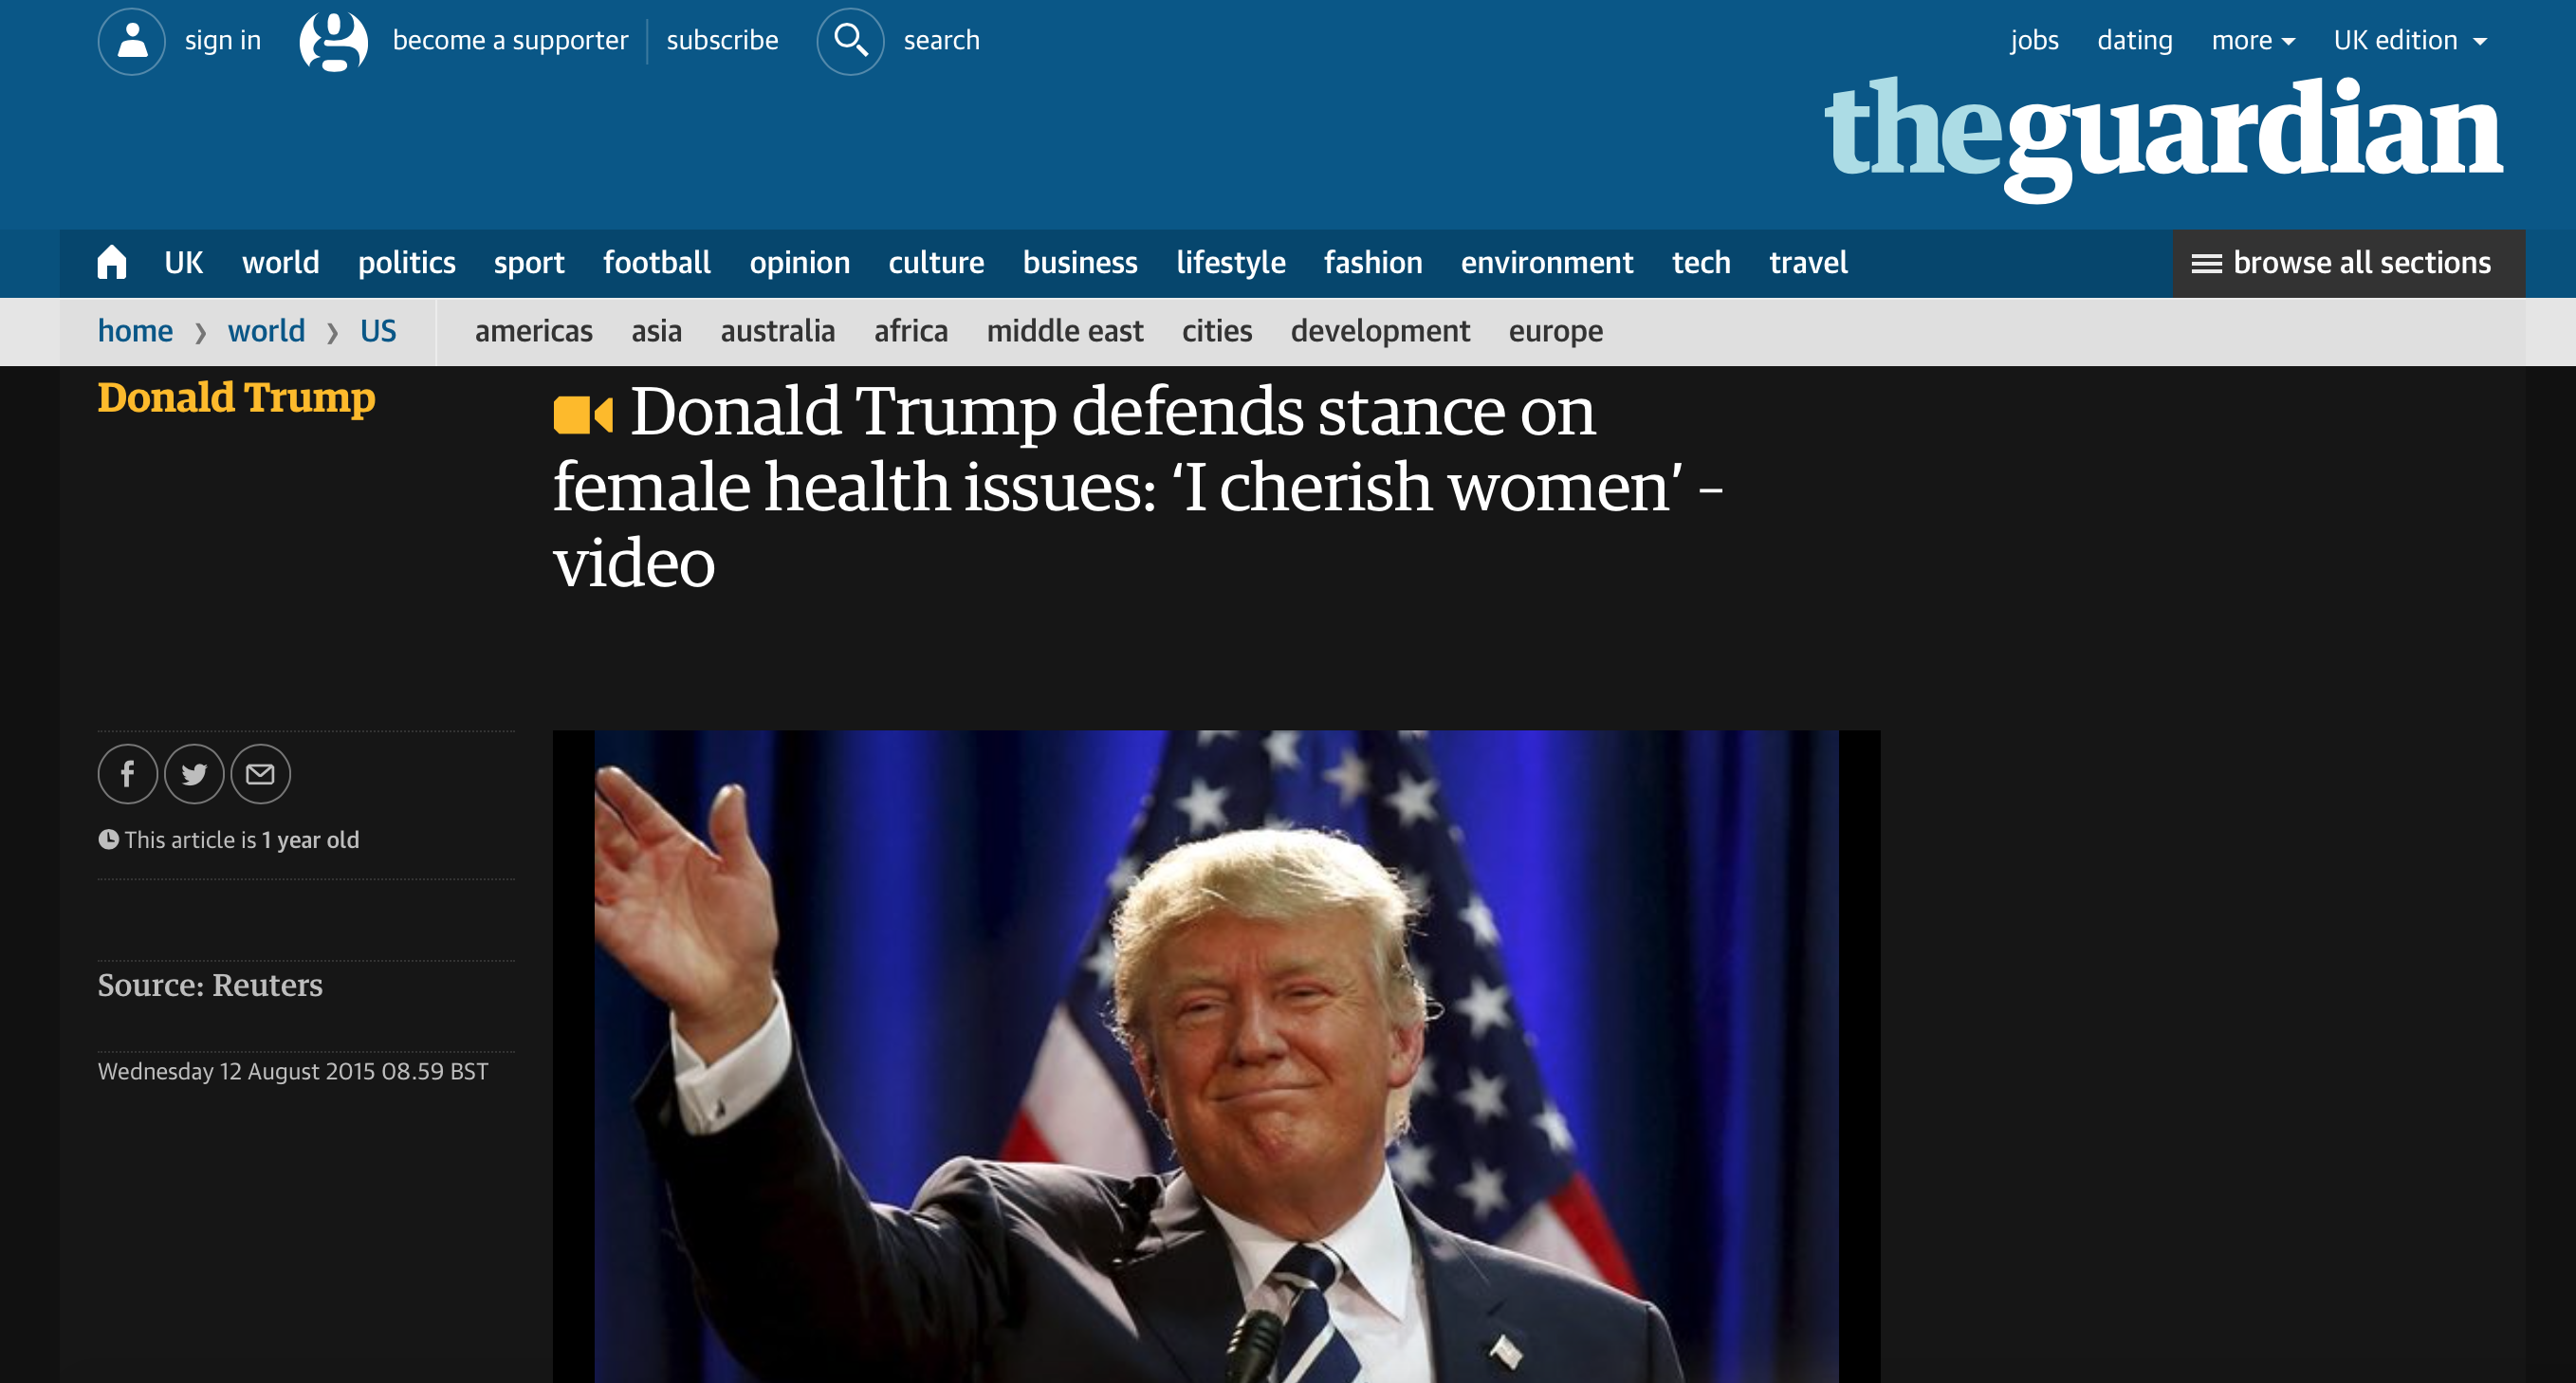 sign in
become a supporter
subscribe
search
jobs
dating
more
UK edition
theguardian
UK
world
politics
sport
football
opinion
culture
business
lifestyle
fashion
environment
tech
travel
browse all sections
home
world
US
americas
asia
australia
africa
middle east
cities
development
europe
Donald Trump
Donald Trump defends stance on
female health issues: ‘I cherish women’ –
video
This article is 1 year old
Source: Reuters
Wednesday 12 August 2015 08.59 BST